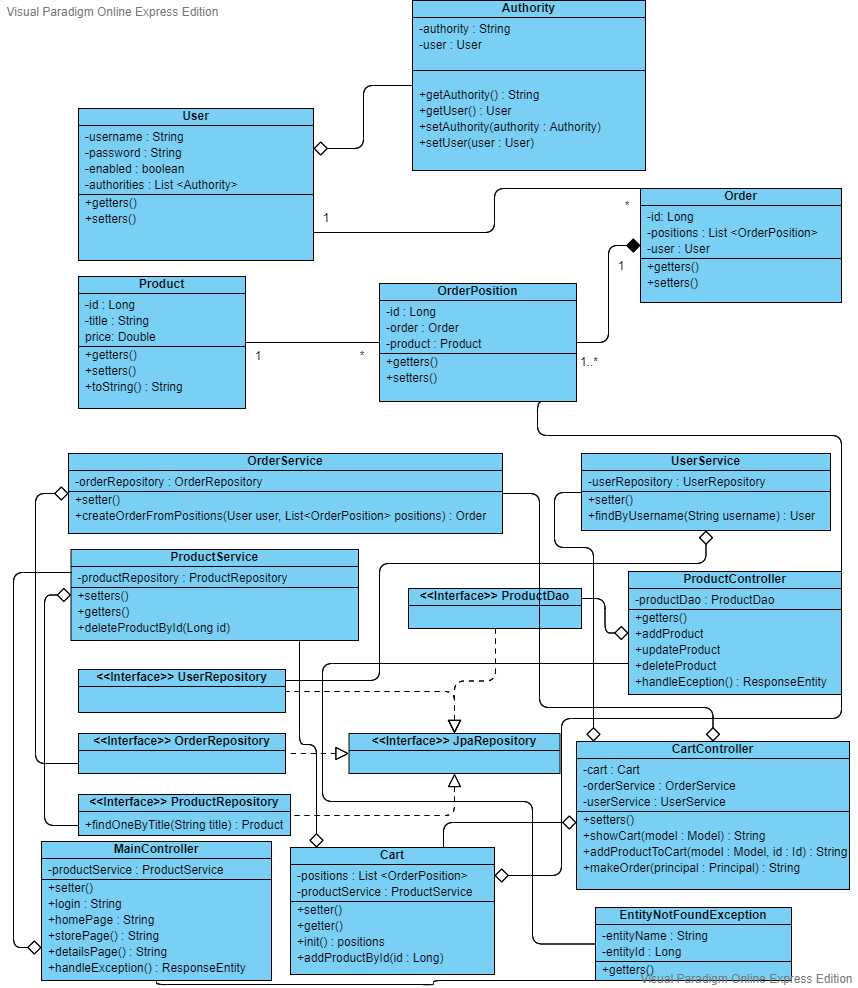 Visual Paradigm Online Express Edition
Authority
-authority : String
-user : User
+getAuthority() : String
+getUser() : User
+setAuthority(authority : Authority)
+setUser(user : User)
User
-username : String
-password : String
-enabled : boolean
-authorities : List <Authority>
+getters()
+setters()
1
*
Order
-id: Long
-positions : List <OrderPosition>
-user : User
+getters()
+setters()
1
Product
-id : Long
-title : String
price: Double
+getters()
+setters()
+toString() : String
1
*
OrderPosition
-id : Long
-order : Order
-product : Product
+getters()
+setters()
1..*
OrderService
-orderRepository : OrderRepository
+setter()
+createOrderFromPositions(User user, List<OrderPosition> positions) : Order
UserService
-userRepository : UserRepository
+setter()
+findByUsername(String username) : User
ProductService
-productRepository : ProductRepository
+setters()
+getters()
+deleteProductById(Long id)
<<Interface>> ProductDao
ProductController
-productDao : ProductDao
+getters()
+addProduct
+updateProduct
+deleteProduct
+handleEception() : ResponseEntity
<<Interface>> UserRepository
<<Interface>> OrderRepository
<<Interface>> JpaRepository
<<Interface>> ProductRepository
+findOneByTitle(String title) : Product
CartController
-cart : Cart
-orderService : OrderService
-userService : UserService
+setters()
+showCart(model : Model) : String
+addProductToCart(model : Model, id : Id) : String
+makeOrder(principal : Principal) : String
MainController
-productService : ProductService
+setter()
+login : String
+homePage : String
+storePage() : String
+detailsPage() : String
+handleException() : ResponseEntity
Cart
-positions : List <OrderPosition>
-productService : ProductService
+setter()
+getter()
+init() : positions
+addProductById(id : Long)
EntityNotFoundException
-entityName : String
-entityId : Long
+getters()
Visual Paradigm Online Express Edition